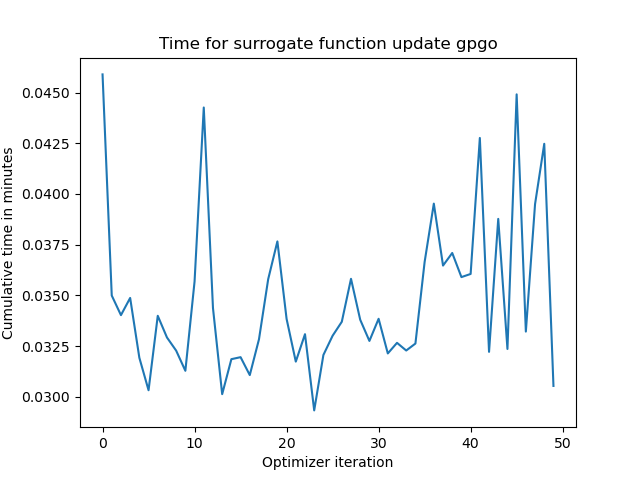 Time for surrogate function update gpgo
Cumulative time in minutes
0.0450
0.0425
0.0400
0.0375
0.0350
0.0325
0.0300
0 10 20 30 40 50
Optimizer iteration